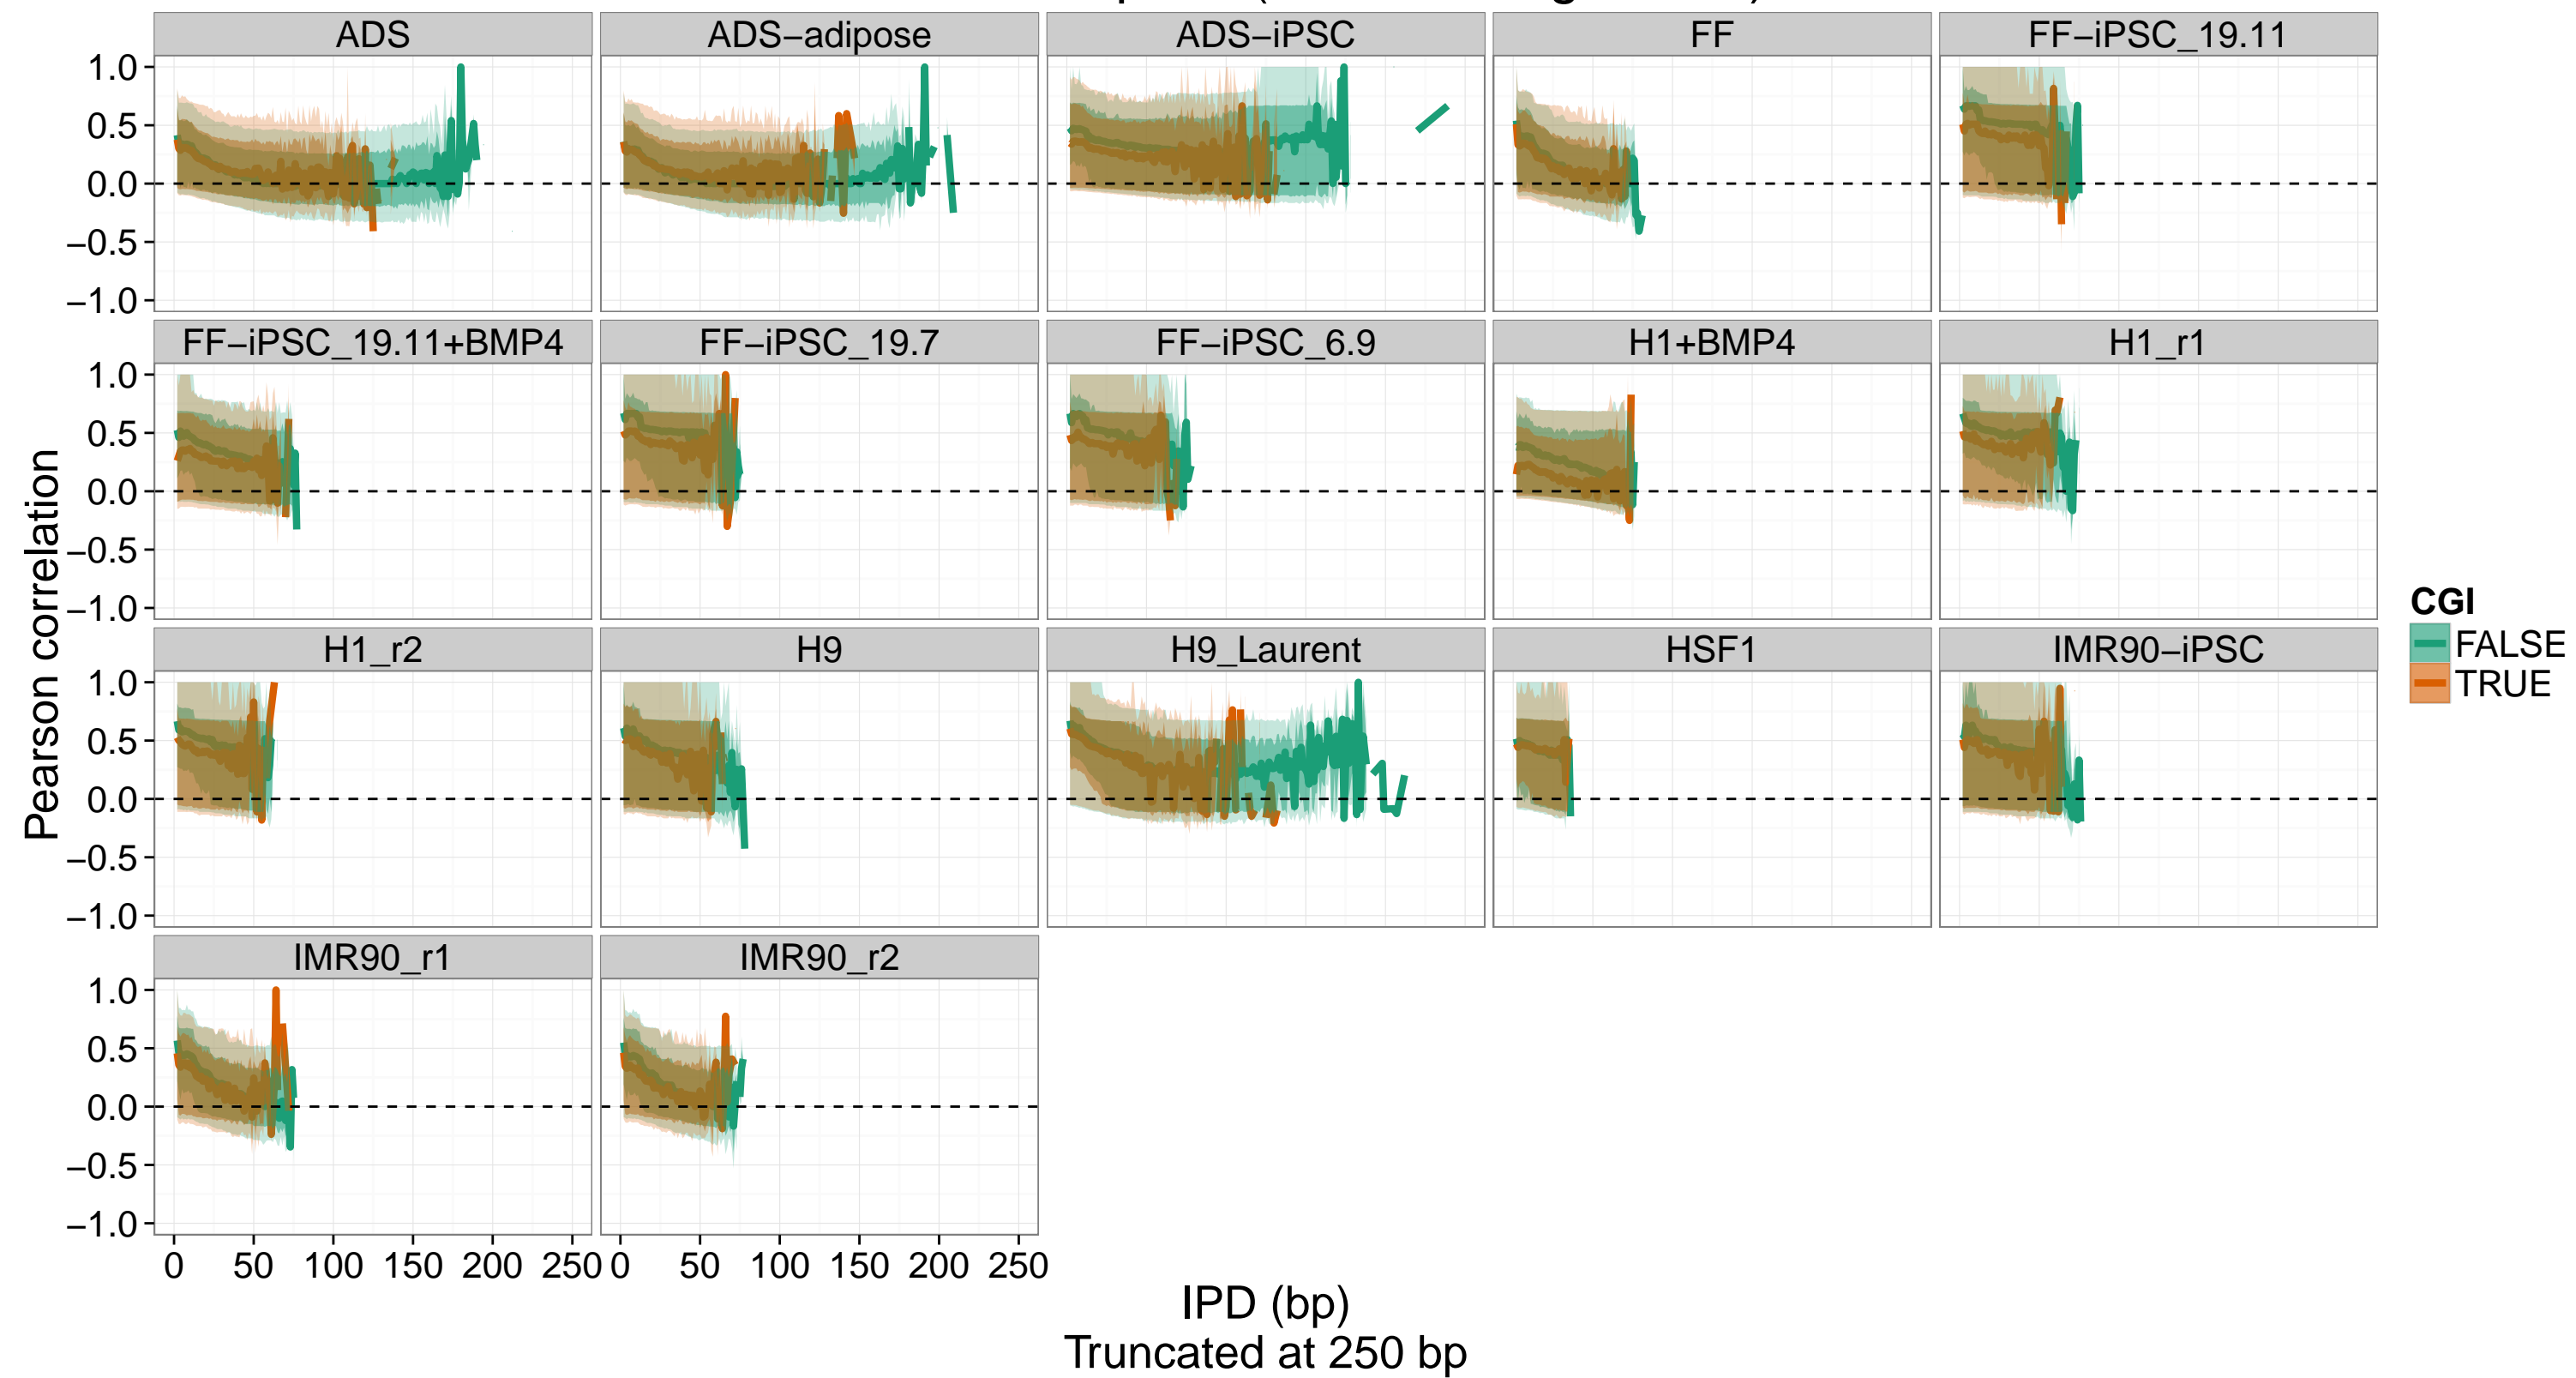 ADS ADS−adipose ADS−iPSC FF FF−iPSC_19.11
1.0
0.5
0.0
−0.5
−1.0
FF−iPSC_19.11+BMP4 FF−iPSC_19.7 FF−iPSC_6.9 H1+BMP4 H1_r1
1.0
0.5
0.0
−0.5
−1.0
H1_r2 H9 H9_Laurent HSF1 IMR90−iPSC
1.0
0.5
0.0
−0.5
−1.0
IMR90_r1 IMR90_r2
1.0
0.5
0.0
−0.5
−1.0
0 50 100 150 200 250 0 50 100 150 200 250
Pearson correlation
IPD (bp)
Truncated at 250 bp
CGI
FALSE
TRUE